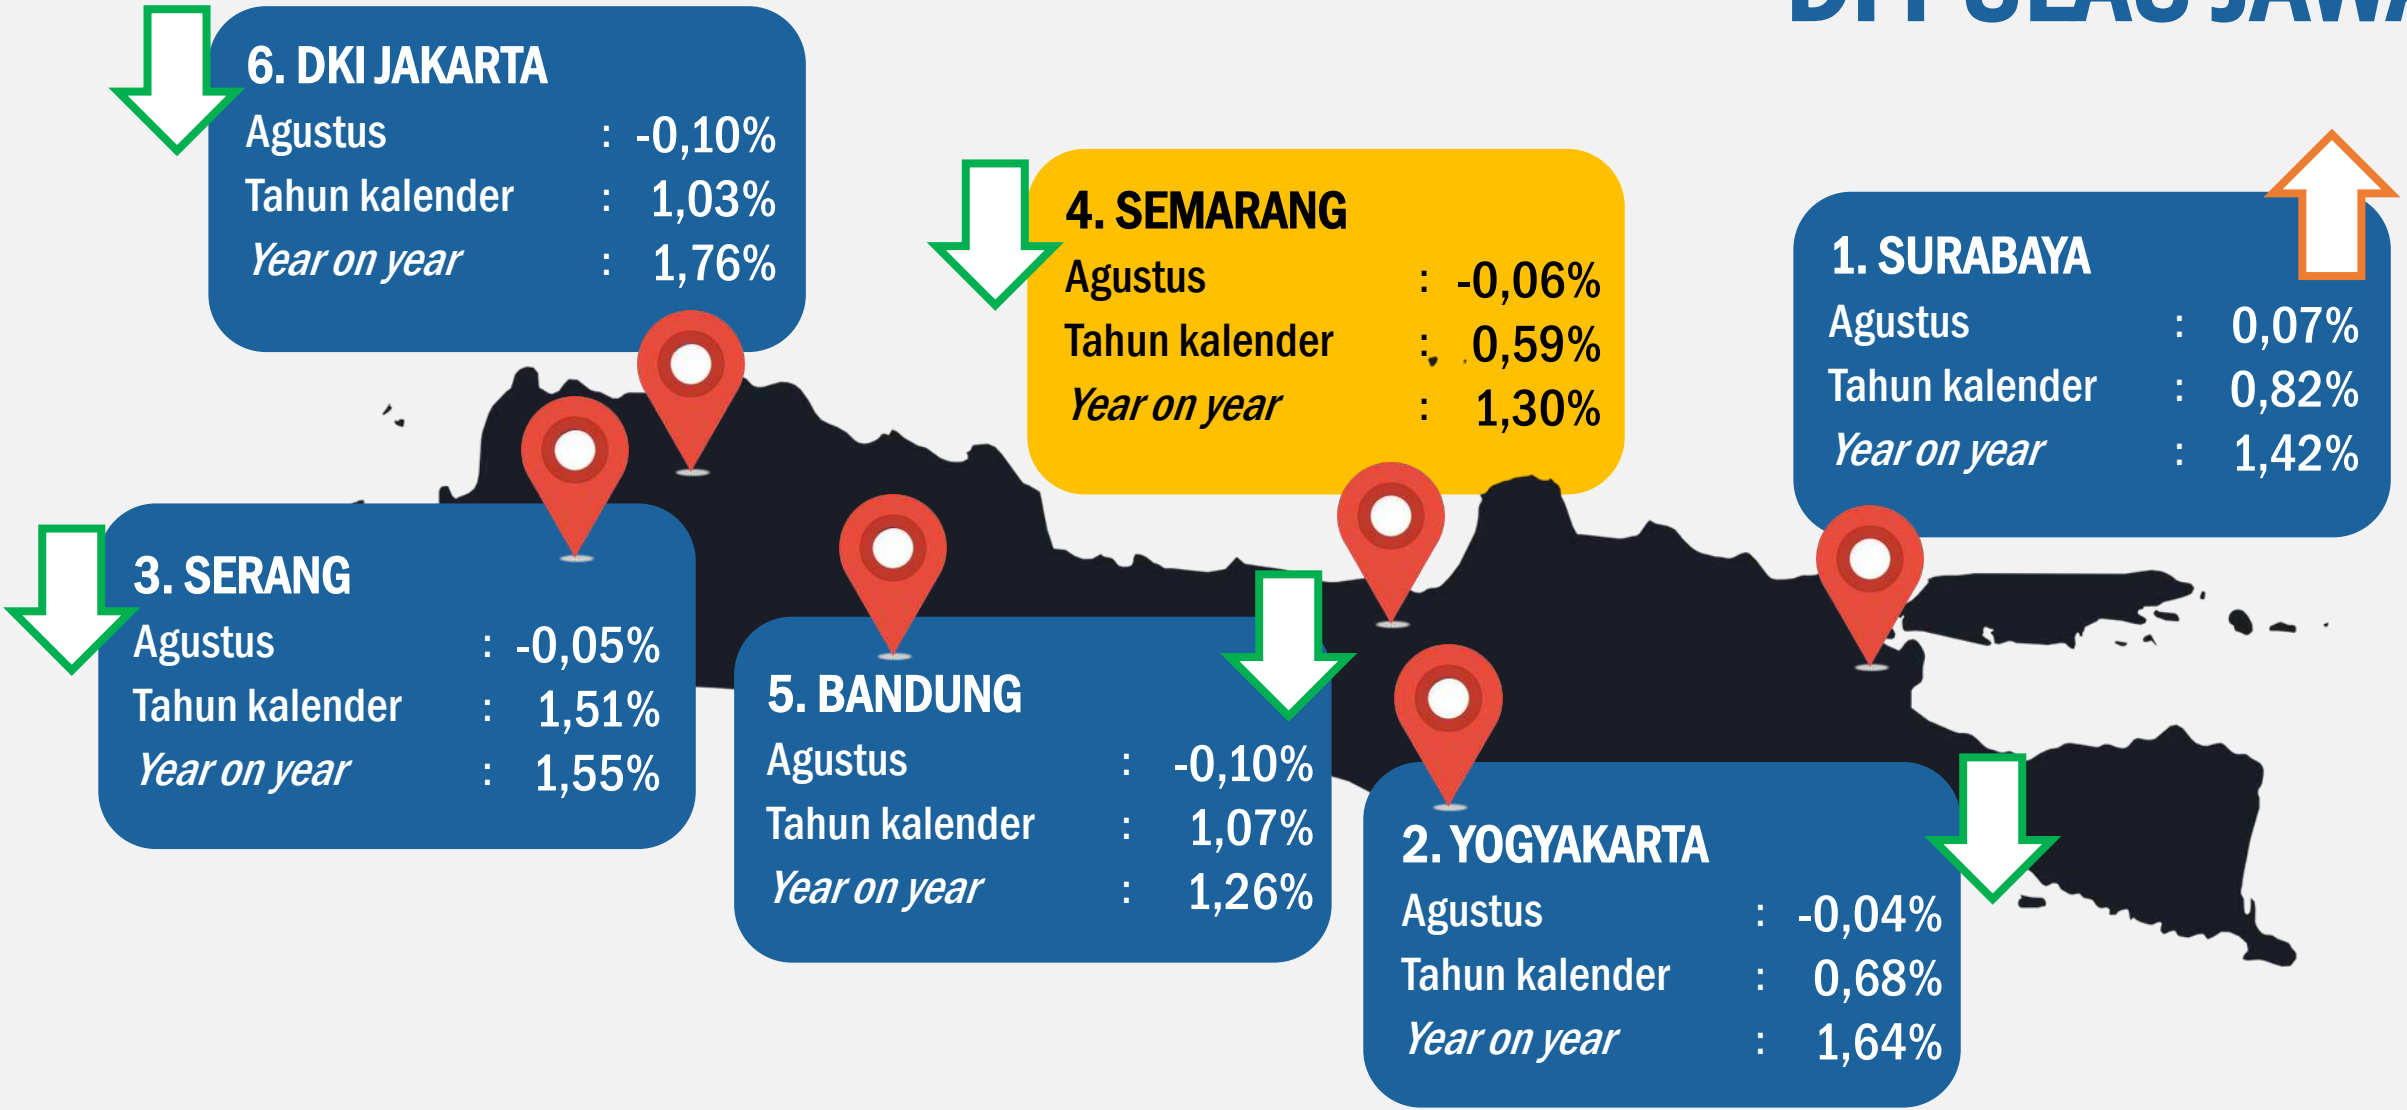 DI PULAU JAWA
6. DKI JAKARTA
Agustus : -0,10%
Tahun kalender : 1,03%
Year on year : 1,76%
4. SEMARANG
Agustus : -0,06%
Tahun kalender : 0,59%
Year on year : 1,30%
1. SURABAYA
Agustus : 0,07%
Tahun kalender : 0,82%
Year on year : 1,42%
3. SERANG
Agustus : -0,05%
Tahun kalender : 1,51%
Year on year : 1,55%
5. BANDUNG
Agustus : -0,10%
Tahun kalender : 1,07%
Year on year : 1,26%
2. YOGYAKARTA
Agustus : -0,04%
Tahun kalender : 0,68%
Year on year : 1,64%